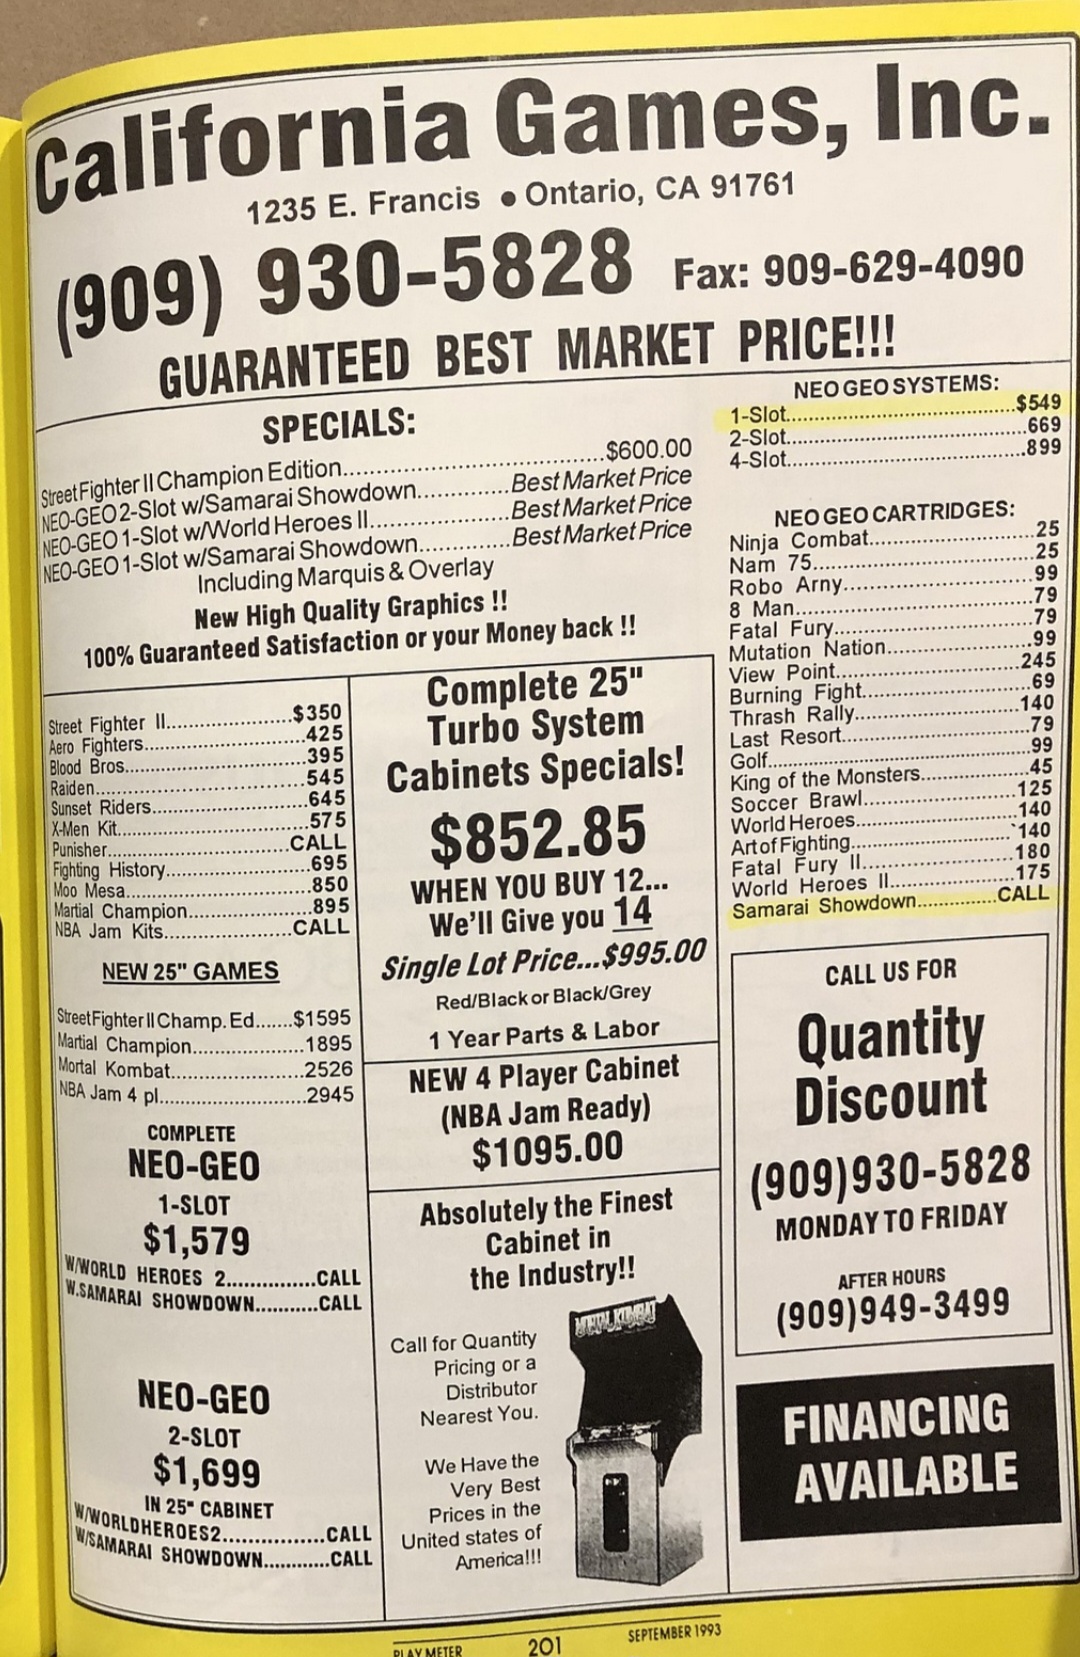 California Games, Inc.
1235 E. Francis • Ontario, CA 91761
(909) 930-5828 Fax: 909-629-4090
GUARANTEED BEST MARKET PRICE!!!
SPECIALS:
Street Fighter II Champion Edition..............................$600.00
NEO-GEO 2-Slot w/Samarai Showdown.............Best Market Price
NEO-GEO 1-Slot w/World Heroes II...................Best Market Price
NEO-GEO 1-Slot w/Samarai Showdown.............Best Market Price
Including Marquis & Overlay
New High Quality Graphics !!
100% Guaranteed Satisfaction or your Money back !!
NEO GEO SYSTEMS:
1-Slot.......................................$549
2-Slot.........................................669
4-Slot.........................................899
NEO GEO CARTRIDGES:
Ninja Combat...........................25
Nam 75....................................25
Robo Arny...............................99
8 Man......................................79
Fatal Fury................................79
Mutation Nation.......................99
View Point.............................245
Burning Fight...........................69
Thrash Rally..........................140
Last Resort..............................79
Golf..........................................99
King of the Monsters................45
Soccer Brawl.........................125
World Heroes........................140
Art of Fighting........................140
Fatal Fury II...........................180
World Heroes II.....................175
Samarai Showdown..............CALL
Street Fighter II......................$350
Aero Fighters...........................425
Blood Bros..............................395
Raiden.....................................545
Sunset Riders..........................645
X-Men Kit.................................575
Punisher................................CALL
Fighting History.......................695
Moo Mesa...............................850
Martial Champion.....................895
NBA Jam Kits.......................CALL
NEW 25" GAMES
Street Fighter II Champ. Ed.......$1595
Martial Champion....................1895
Mortal Kombat........................2526
NBA Jam 4 pl..........................2945
COMPLETE
NEO-GEO
1-SLOT
$1,579
W/WORLD HEROES 2...............CALL
W.SAMARAI SHOWDOWN..........CALL
NEO-GEO
2-SLOT
$1,699
IN 25" CABINET
W/WORLDHEROES2.................CALL
W/SAMARAI SHOWDOWN...........CALL
Complete 25"
Turbo System
Cabinets Specials!
$852.85
WHEN YOU BUY 12...
We'll Give you 14
Single Lot Price...$995.00
Red/Black or Black/Grey
1 Year Parts & Labor
NEW 4 Player Cabinet
(NBA Jam Ready)
$1095.00
Absolutely the Finest
Cabinet in
the Industry!!
Call for Quantity
Pricing or a
Distributor
Nearest You.
We Have the
Very Best
Prices in the
United states of
America!!!
MORTAL KOMBAT
CALL US FOR
Quantity
Discount
(909)930-5828
MONDAY TO FRIDAY
AFTER HOURS
(909)949-3499
FINANCING
AVAILABLE
PLAY METER 201 SEPTEMBER 1993